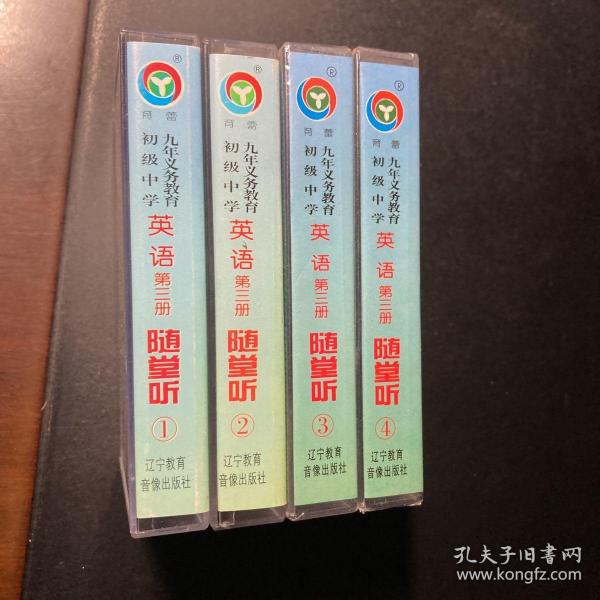 ®
育蕾
九年义务教育
初级中学
英语
第三册
随堂听
①
辽宁教育
音像出版社
®
育蕾
九年义务教育
初级中学
英语
第三册
随堂听
②
辽宁教育
音像出版社
®
育蕾
九年义务教育
初级中学
英语
第三册
随堂听
③
辽宁教育
音像出版社
®
育蕾
九年义务教育
初级中学
英语
第三册
随堂听
④
辽宁教育
音像出版社
孔夫子旧书网
www.kongfz.com